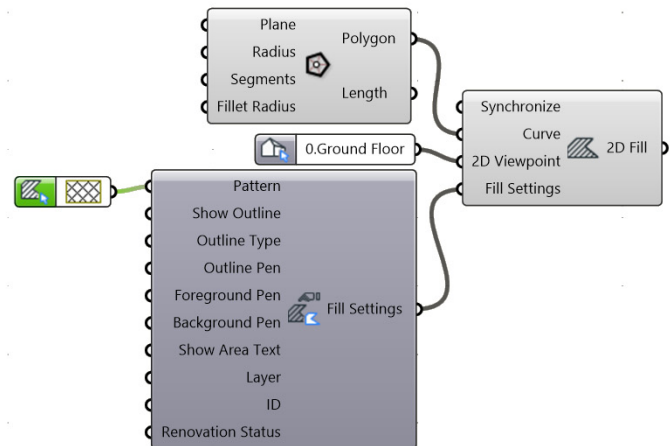 Plane
Radius
Segments
Fillet Radius
Polygon
Length
0.Ground Floor
Synchronize
Curve
2D Viewpoint
Fill Settings
2D Fill
Pattern
Show Outline
Outline Type
Outline Pen
Foreground Pen
Background Pen
Show Area Text
Layer
ID
Renovation Status
Fill Settings